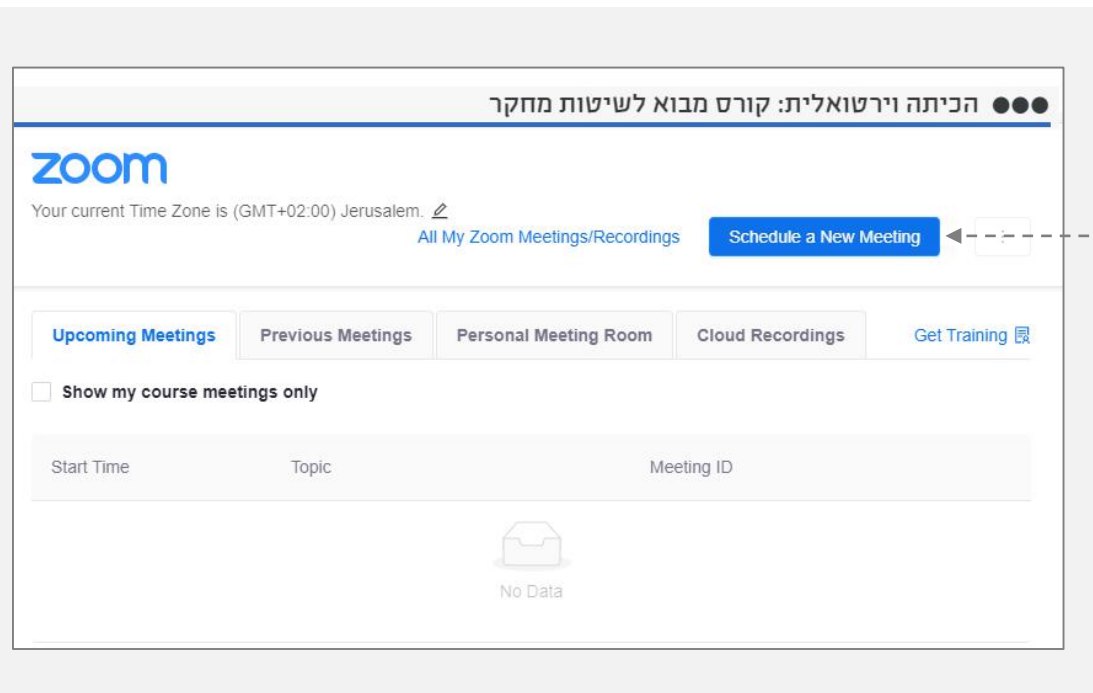 הכיתה וירטואלית: קורס מבוא לשיטות מחקר
zoom
Your current Time Zone is (GMT+02:00) Jerusalem.
All My Zoom Meetings/Recordings Schedule a New Meeting
Upcoming Meetings Previous Meetings Personal Meeting Room Cloud Recordings Get Training
Show my course meetings only
Start Time Topic Meeting ID
No Data